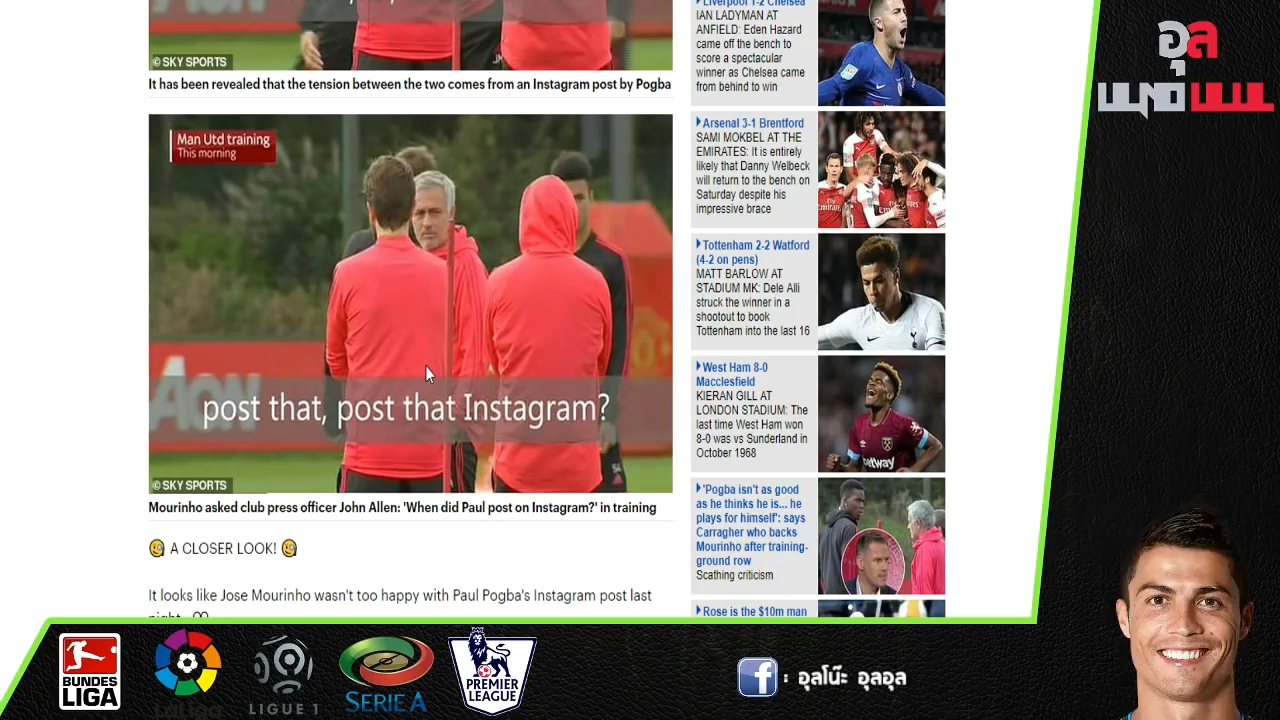 © SKY SPORTS
It has been revealed that the tension between the two comes from an Instagram post by Pogba
Man Utd training
This morning
AON
post that, post that Instagram?
© SKY SPORTS
Mourinho asked club press officer John Allen: 'When did Paul post on Instagram?' in training
A CLOSER LOOK!
It looks like Jose Mourinho wasn't too happy with Paul Pogba's Instagram post last
Liverpool 1-2 Chelsea
IAN LADYMAN AT
ANFIELD: Eden Hazard
came off the bench to
score a spectacular
winner as Chelsea came
from behind to win
Arsenal 3-1 Brentford
SAMI MOKBEL AT THE
EMIRATES: It is entirely
likely that Danny Welbeck
will return to the bench on
Saturday despite his
impressive brace
Tottenham 2-2 Watford
(4-2 on pens)
MATT BARLOW AT
STADIUM MK: Dele Alli
struck the winner in a
shootout to book
Tottenham into the last 16
West Ham 8-0
Macclesfield
KIERAN GILL AT
LONDON STADIUM: The
last time West Ham won
8-0 was vs Sunderland in
October 1968
betway
'Pogba isn't as good
as he thinks he is... he
plays for himself': says
Carragher who backs
Mourinho after training-
ground row
Scathing criticism
Rose is the $10m man
อุล
BUNDES
LIGA
LaLiga
LIGUE 1
SERIE A
PREMIER
LEAGUE
f : อุลโน๊ะ อุลอุล